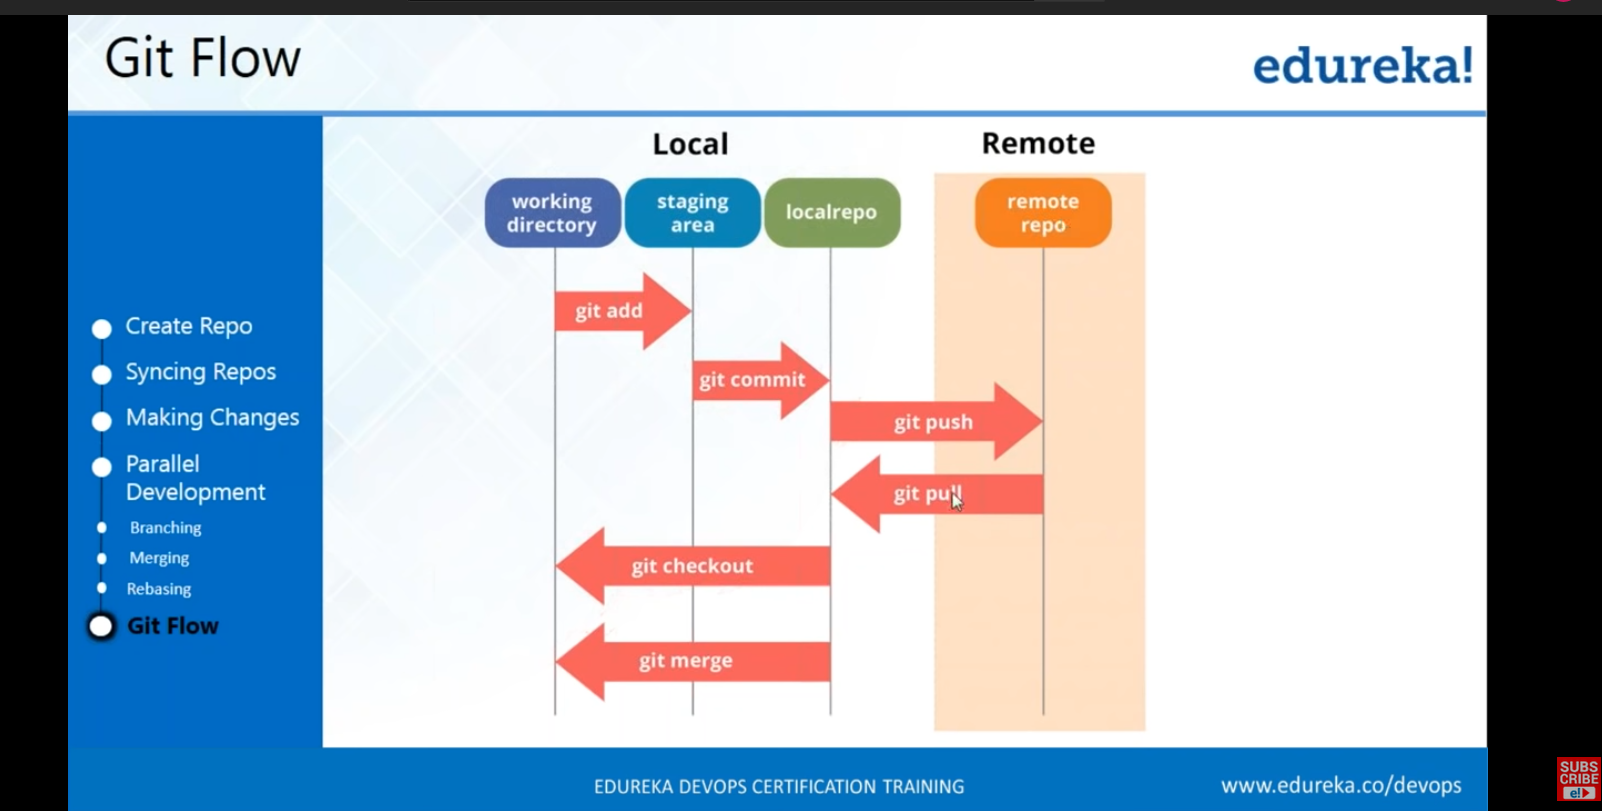 Git Flow
edureka!
Create Repo
Syncing Repos
Making Changes
Parallel
Development
Branching
Merging
Rebasing
Git Flow
Local
Remote
working
directory
staging
area
localrepo
remote
repo
git add
git commit
git push
git pull
git checkout
git merge
EDUREKA DEVOPS CERTIFICATION TRAINING
www.edureka.co/devops
SUBS
CRIBE
e!